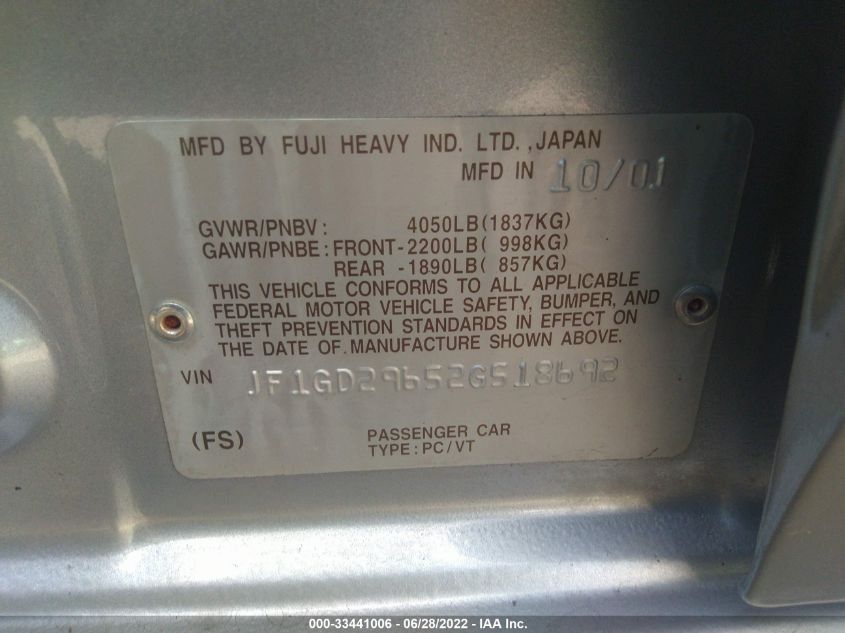 MFD BY FUJI HEAVY IND. LTD., JAPAN
MFD IN 10/01
GVWR/PNBV: 4050LB(1837KG)
GAWR/PNBE: FRONT-2200LB( 998KG)
REAR -1890LB( 857KG)
THIS VEHICLE CONFORMS TO ALL APPLICABLE
FEDERAL MOTOR VEHICLE SAFETY, BUMPER, AND
THEFT PREVENTION STANDARDS IN EFFECT ON
THE DATE OF MANUFACTURE SHOWN ABOVE.
VIN JF1GD29652G518692
(FS) PASSENGER CAR
TYPE: PC/VT
000-33441006 / 06/28/2022 - IAA Inc.